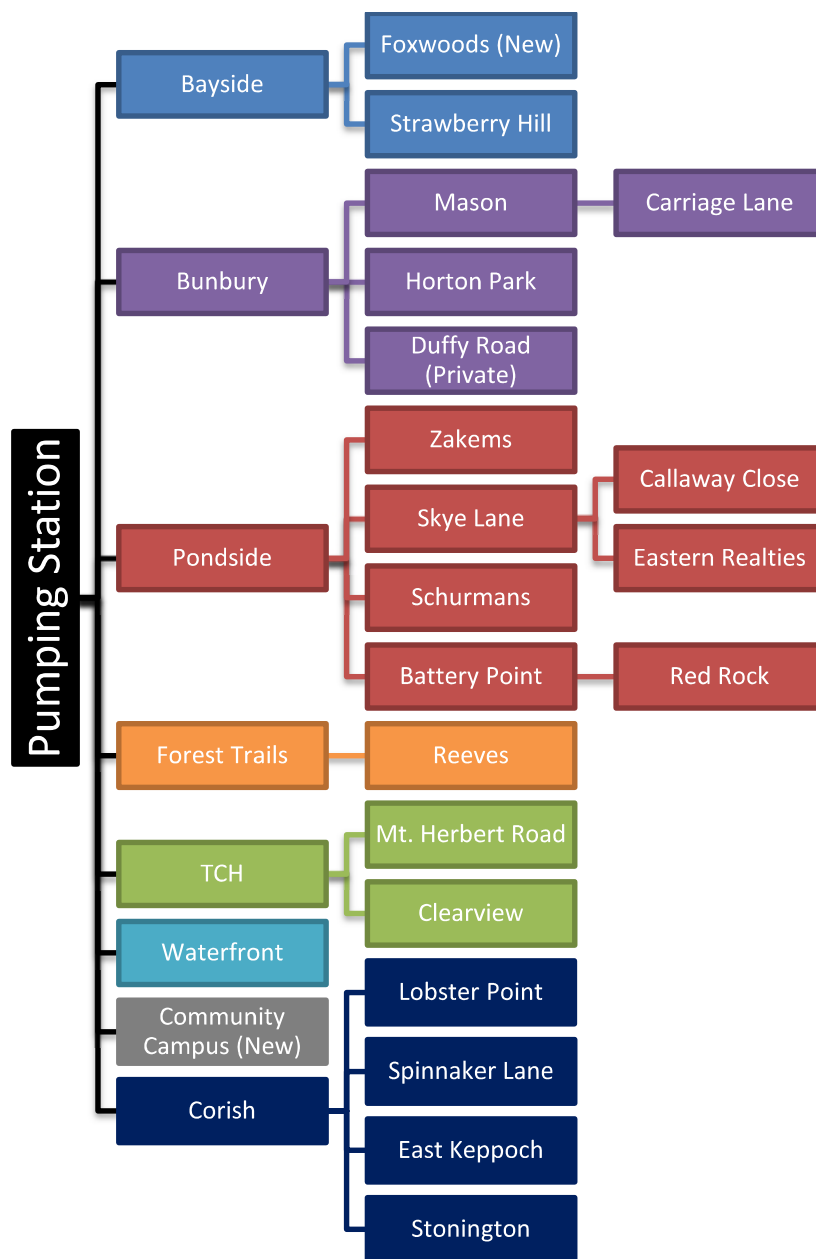 Pumping Station
Bayside
Foxwoods (New)
Strawberry Hill
Bunbury
Mason
Carriage Lane
Horton Park
Duffy Road
(Private)
Pondside
Zakems
Skye Lane
Callaway Close
Eastern Realties
Schurmans
Battery Point
Red Rock
Forest Trails
Reeves
TCH
Mt. Herbert Road
Clearview
Waterfront
Community
Campus (New)
Corish
Lobster Point
Spinnaker Lane
East Keppoch
Stonington